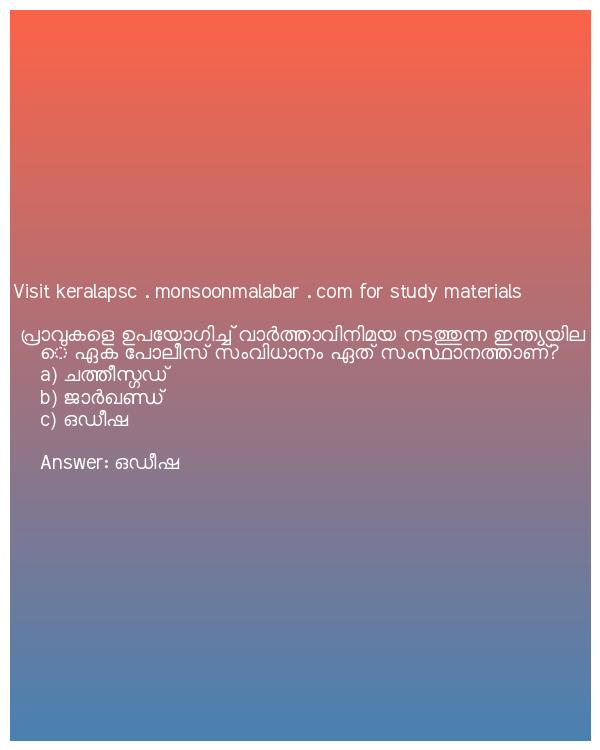 Visit keralapsc . monsoonmalabar . com for study materials
പ്രാവുകളെ ഉപയോഗിച്ച് വാർത്താവിനിമയ നടത്തുന്ന ഇന്ത്യയില
െ ഏക പോലീസ് സംവിധാനം ഏത് സംസ്ഥാനത്താണ്?
a) ചത്തീസ്ഗഡ്
b) ജാർഖണ്ഡ്
c) ഒഡീഷ
Answer: ഒഡീഷ